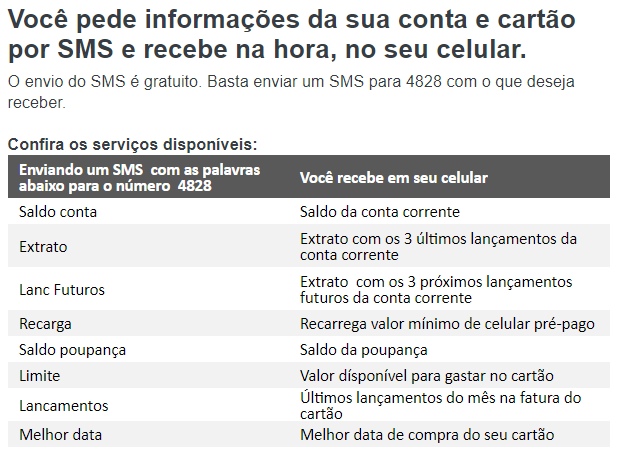 Você pede informações da sua conta e cartão
por SMS e recebe na hora, no seu celular.
O envio do SMS é gratuito. Basta enviar um SMS para 4828 com o que deseja
receber.
Confira os serviços disponíveis:
Enviando um SMS com as palavras
abaixo para o número 4828
Você recebe em seu celular
Saldo conta
Saldo da conta corrente
Extrato
Extrato com os 3 últimos lançamentos da
conta corrente
Lanc Futuros
Extrato com os 3 próximos lançamentos
futuros da conta corrente
Recarga
Recarrega valor mínimo de celular pré-pago
Saldo poupança
Saldo da poupança
Limite
Valor dísponível para gastar no cartão
Lancamentos
Últimos lançamentos do mês na fatura do
cartão
Melhor data
Melhor data de compra do seu cartão